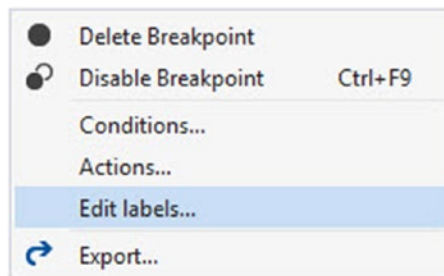 Delete Breakpoint
Disable Breakpoint Ctrl+F9
Conditions...
Actions...
Edit labels...
Export...